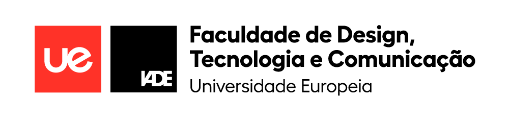 ue
IADE
Faculdade de Design,
Tecnologia e Comunicação
Universidade Europeia